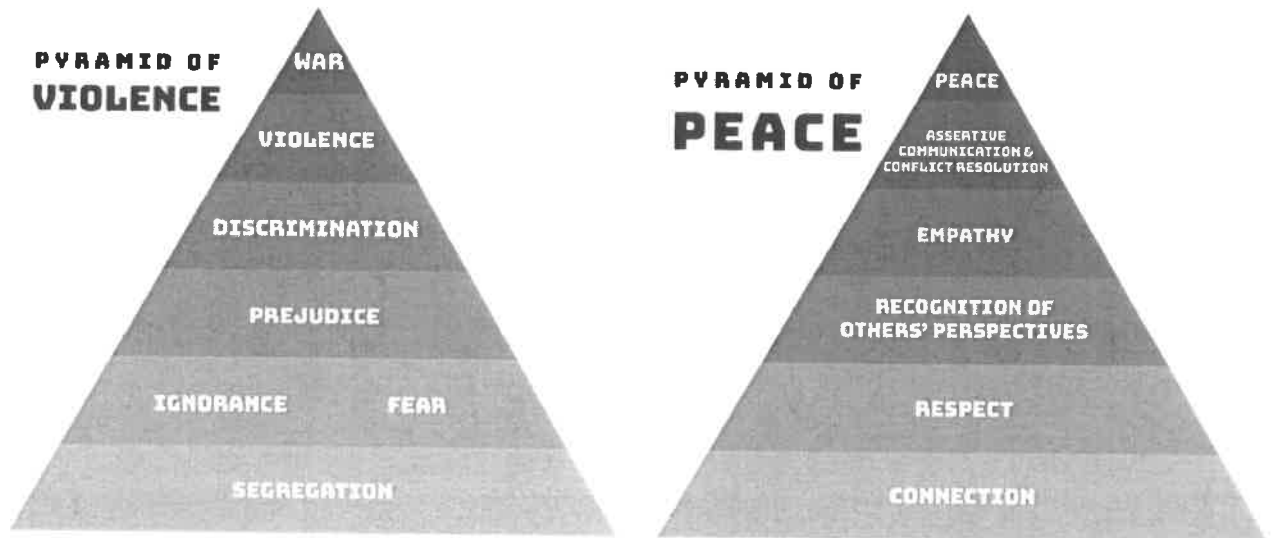 PYRAMID OF
VIOLENCE
WAR
VIOLENCE
DISCRIMINATION
PREJUDICE
IGNORANCE FEAR
SEGREGATION
PYRAMID OF
PEACE
PEACE
ASSERTIVE
COMMUNICATION &
CONFLICT RESOLUTION
EMPATHY
RECOGNITION OF
OTHERS' PERSPECTIVES
RESPECT
CONNECTION